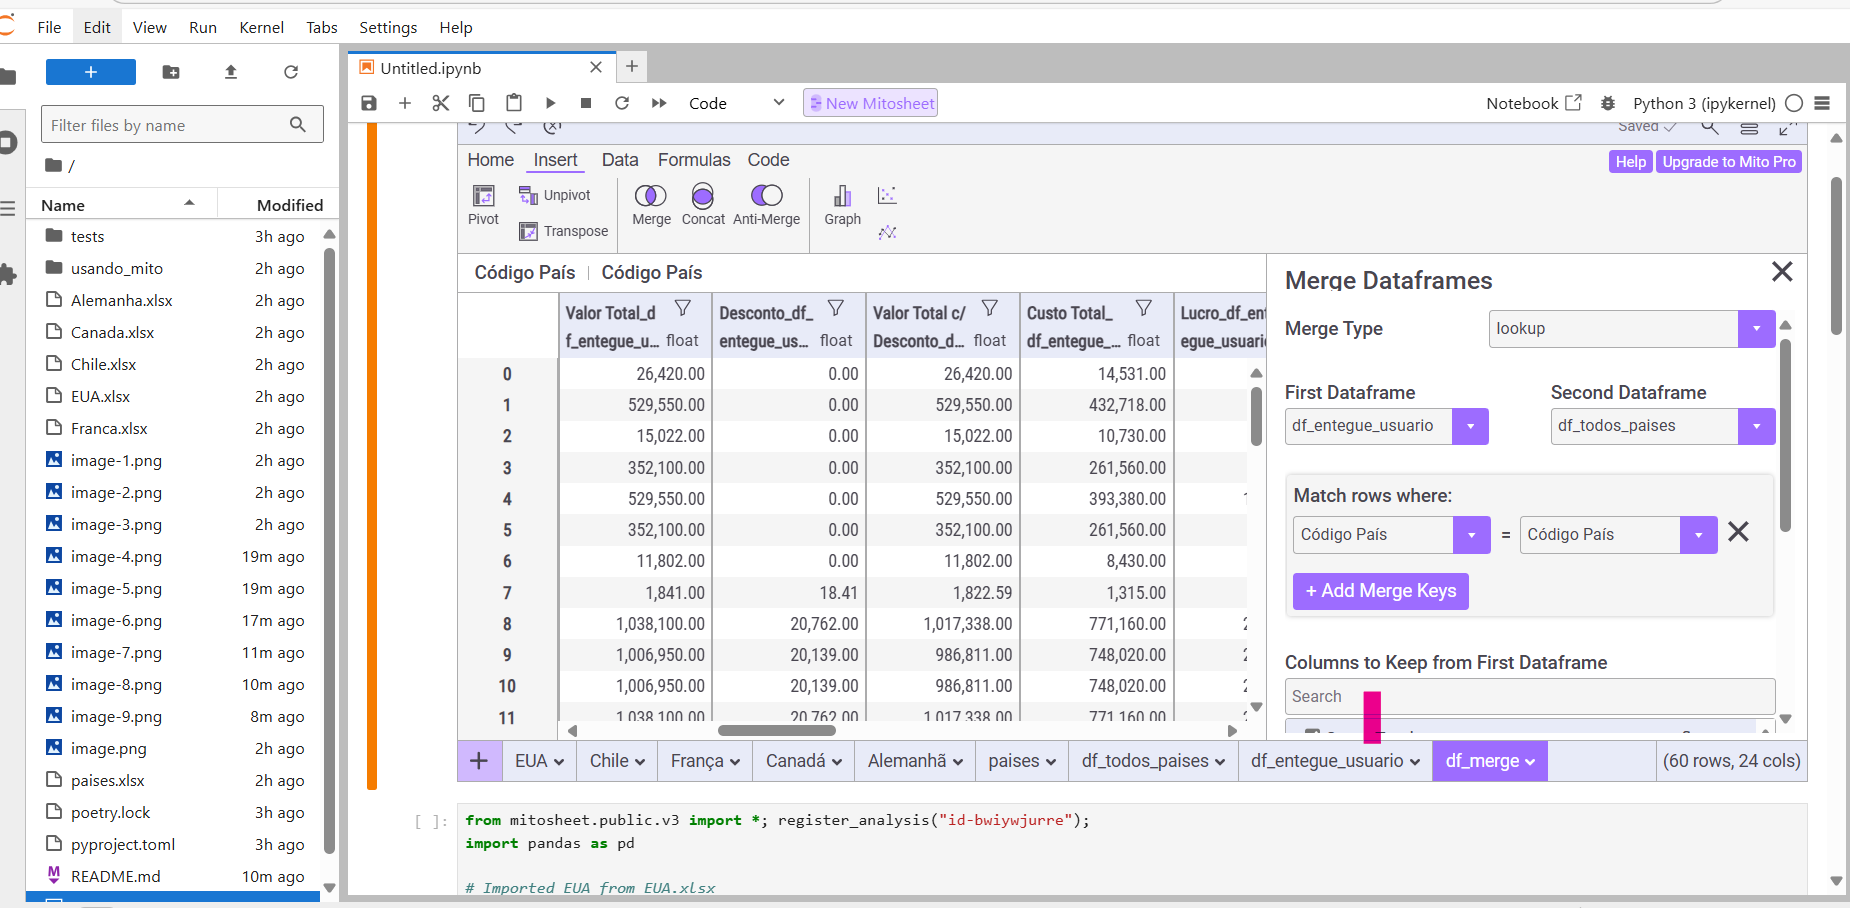 File Edit View Run Kernel Tabs Settings Help
+
Filter files by name
/
Name Modified
tests 3h ago
usando_mito 2h ago
Alemanha.xlsx 2h ago
Canada.xlsx 2h ago
Chile.xlsx 2h ago
EUA.xlsx 2h ago
Franca.xlsx 2h ago
image-1.png 2h ago
image-2.png 2h ago
image-3.png 2h ago
image-4.png 19m ago
image-5.png 19m ago
image-6.png 17m ago
image-7.png 11m ago
image-8.png 10m ago
image-9.png 8m ago
image.png 2h ago
paises.xlsx 2h ago
poetry.lock 3h ago
pyproject.toml 3h ago
README.md 10m ago
Untitled.ipynb
Code New Mitosheet Notebook Python 3 (ipykernel)
Saved
Home Insert Data Formulas Code Help Upgrade to Mito Pro
Pivot Unpivot Transpose Merge Concat Anti-Merge Graph
Código País | Código País
Valor Total_d Desconto_df_ Valor Total c/ Custo Total_ Lucro_df_ent
f_entegue_u... float entegue_us... float Desconto_d... float df_entegue_... float egue_usuari
0 26,420.00 0.00 26,420.00 14,531.00
1 529,550.00 0.00 529,550.00 432,718.00
2 15,022.00 0.00 15,022.00 10,730.00
3 352,100.00 0.00 352,100.00 261,560.00
4 529,550.00 0.00 529,550.00 393,380.00
5 352,100.00 0.00 352,100.00 261,560.00
6 11,802.00 0.00 11,802.00 8,430.00
7 1,841.00 18.41 1,822.59 1,315.00
8 1,038,100.00 20,762.00 1,017,338.00 771,160.00
9 1,006,950.00 20,139.00 986,811.00 748,020.00
10 1,006,950.00 20,139.00 986,811.00 748,020.00
11 1,038,100.00 20,762.00 1,017,338.00 771,160.00
Merge Dataframes
Merge Type lookup
First Dataframe Second Dataframe
df_entegue_usuario df_todos_paises
Match rows where:
Código País = Código País
+ Add Merge Keys
Columns to Keep from First Dataframe
Search
+ EUA Chile França Canadá Alemanhã paises df_todos_paises df_entegue_usuario df_merge (60 rows, 24 cols)
[ ]: from mitosheet.public.v3 import *; register_analysis("id-bwiywjurre");
import pandas as pd
# Imported EUA from EUA.xlsx